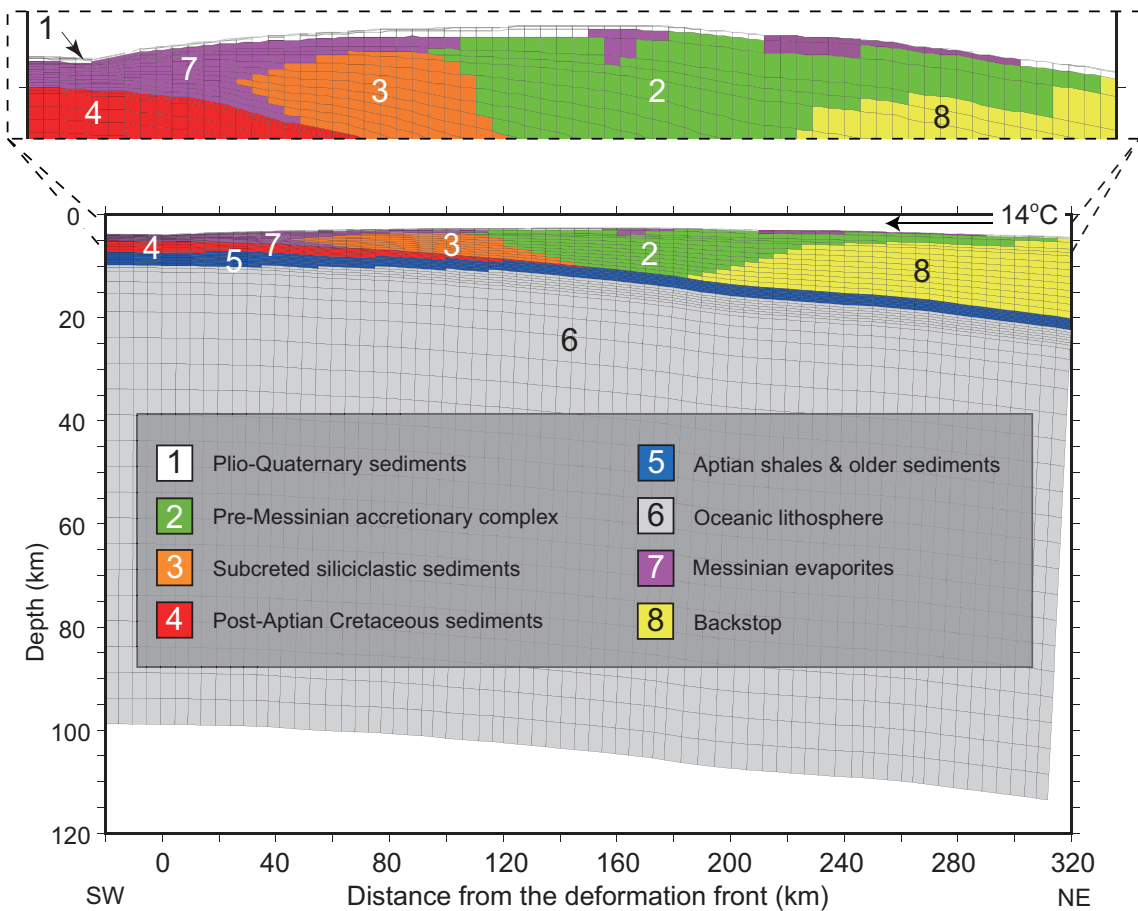 1
7
3
2
4
8
0
14°C
4
7
3
2
5
8
20
6
40
1 Plio-Quaternary sediments
5 Aptian shales & older sediments
2 Pre-Messinian accretionary complex
6 Oceanic lithosphere
60
3 Subcreted siliciclastic sediments
7 Messinian evaporites
4 Post-Aptian Cretaceous sediments
8 Backstop
80
Depth (km)
100
120
0 40 80 120 160 200 240 280 320
SW Distance from the deformation front (km) NE